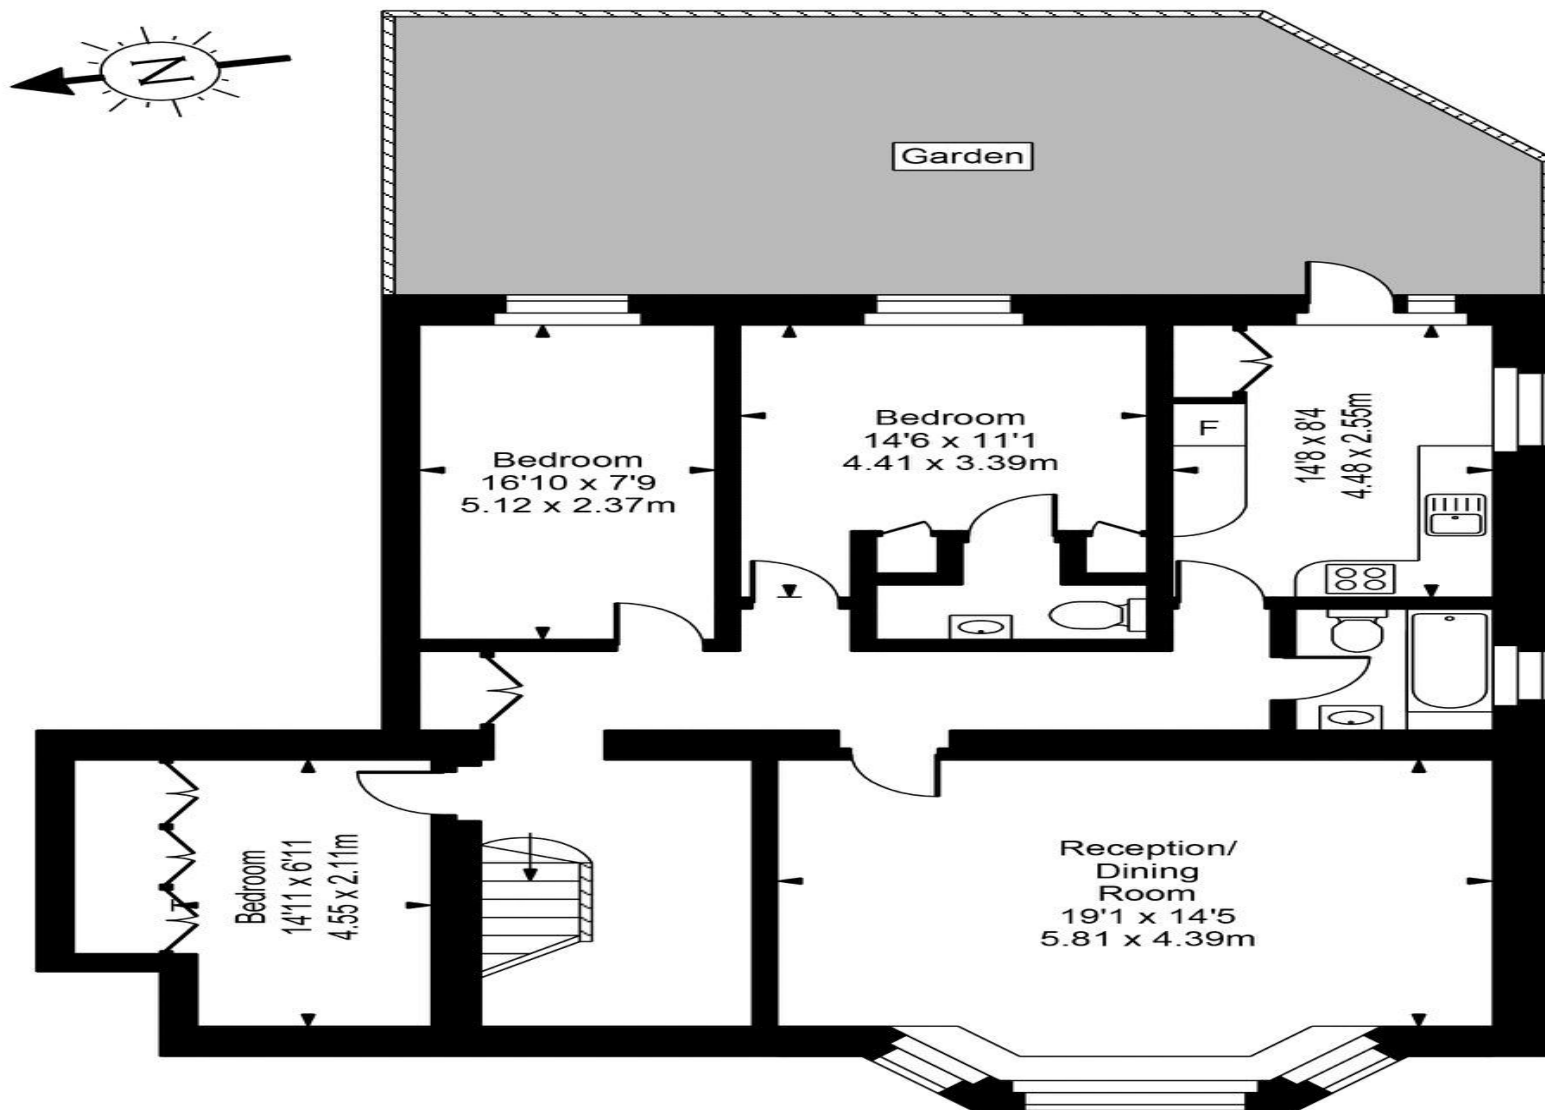 N
Garden
Bedroom
16'10 x 7'9
5.12 x 2.37m
Bedroom
14'6 x 11'1
4.41 x 3.39m
F
14'8 x 8'4
4.48 x 2.55m
Bedroom
14'11 x 6'11
4.55 x 2.11m
Reception/
Dining
Room
19'1 x 14'5
5.81 x 4.39m